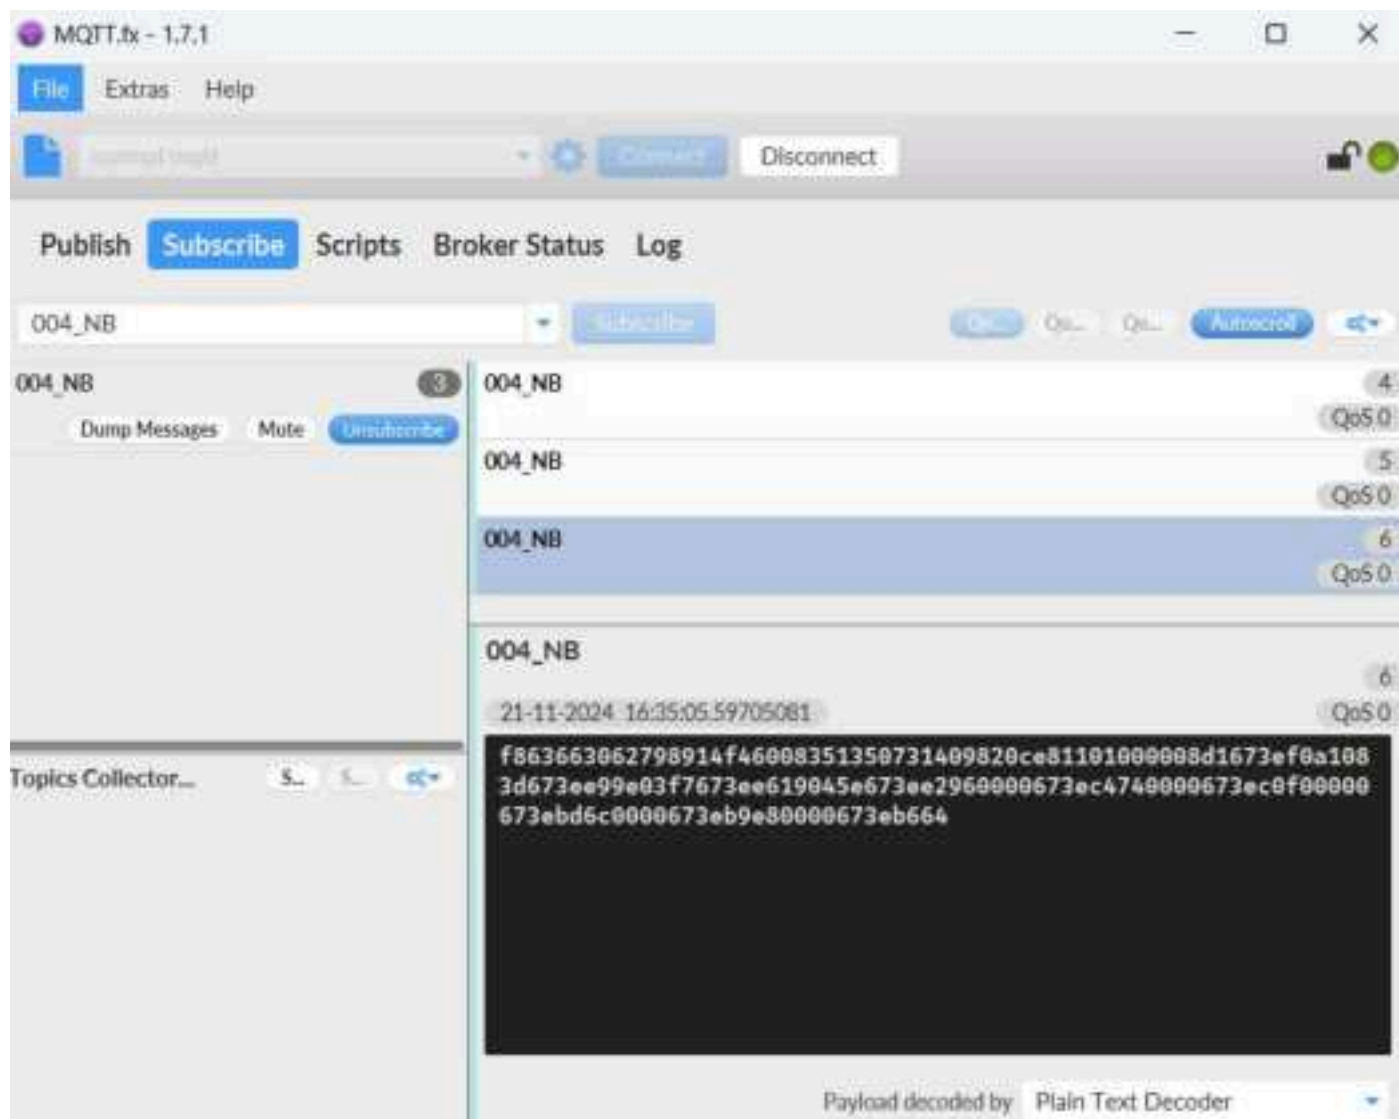 MQTT.fx - 1.7.1
File Extras Help
Disconnect
Publish Subscribe Scripts Broker Status Log
004_NB Subscribe Qo... Qo... Autoscroll
004_NB 3
Dump Messages Mute Unsubscribe
004_NB 4
QoS 0
004_NB 5
QoS 0
004_NB 6
QoS 0
004_NB
6
21-11-2024 16:35:05.59705081 QoS 0
f863663062798914f46008351350731409820ce81101000008d1673ef0a108
3d673ee99e03f7673ee619045e673ee2960000673ec4740000673ec0f00000
673ebd6c0000673eb9e80000673eb664
Topics Collector... S... S...
Payload decoded by Plain Text Decoder